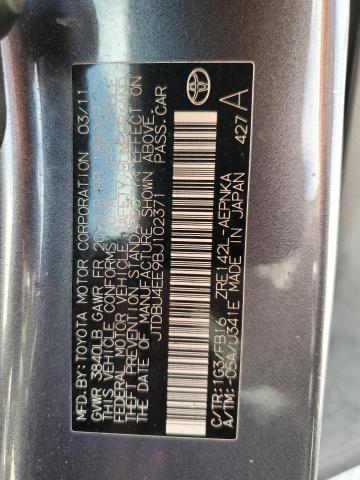 MFD. BY: TOYOTA MOTOR CORPORATION 03/11
GVWR 3840LB GAWR FR
THIS VEHICLE CONFORMS
FEDERAL MOTOR VEHICLE SAFETY,
THEFT PREVENTION STANDARDS IN EFFECT ON
THE DATE OF MANUFACTURE SHOWN ABOVE.
JTDBU4EE9BJ102371 PASS. CAR
C/TR: 1G3/FB16 ZRE142L-AEPNKA
A/TM: -05A/U341E MADE IN JAPAN 427 A